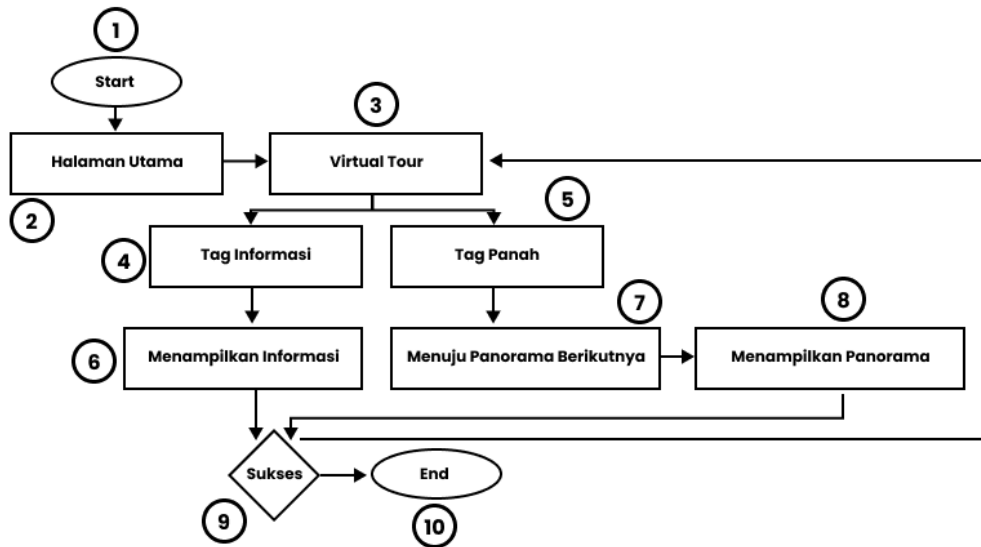 1
Start
3
Halaman Utama
Virtual Tour
2
5
4
Tag Informasi
Tag Panah
7
8
6
Menampilkan Informasi
Menuju Panorama Berikutnya
Menampilkan Panorama
Sukses
End
9
10